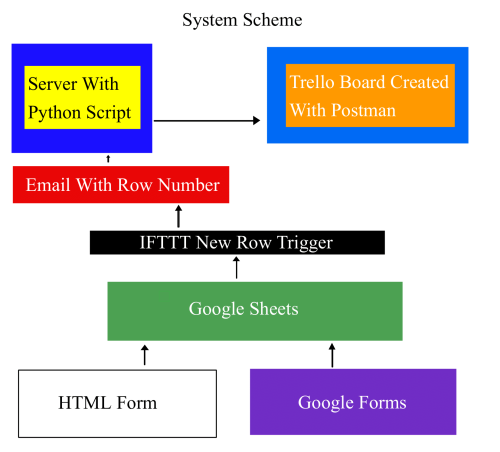 System Scheme
Server With
Python Script
Trello Board Created
With Postman
Email With Row Number
IFTTT New Row Trigger
Google Sheets
HTML Form
Google Forms